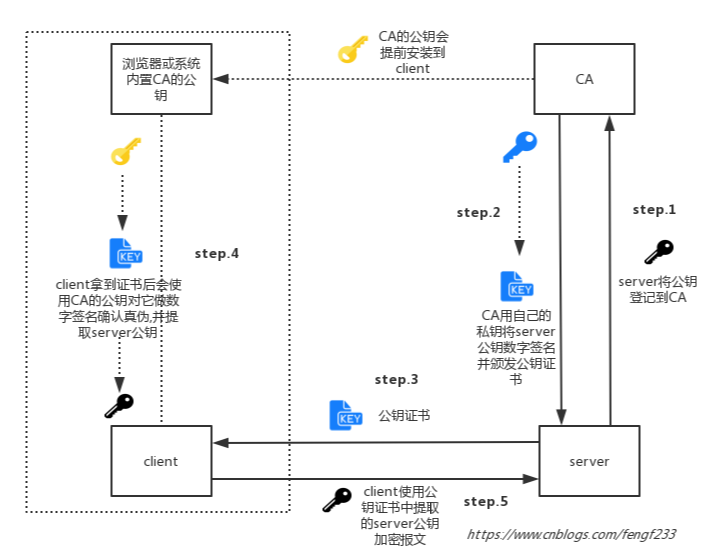 CA的公钥会
提前安装到
client
浏览器或系统
内置CA的公
钥
CA
step.2
step.1
step.4
KEY
client拿到证书后会使
用CA的公钥对它做数
字签名确认真伪,并提
取server公钥
KEY
server将公钥
登记到CA
CA用自己的
私钥将server
公钥数字签名
并颁发公钥证
书
step.3
KEY
公钥证书
client
server
client使用公
钥证书中提取
的server公钥
加密报文
step.5
https://www.cnblogs.com/fengf233